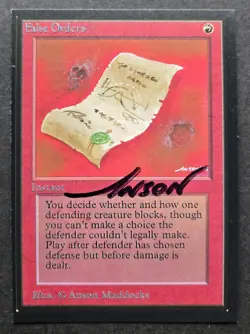 False Orders
ANSON
ANSON
Instant
You decide whether and how one
defending creature blocks, though
you can't make a choice the
defender couldn't legally make.
Play after defender has chosen
defense but before damage is
dealt.
Illus. © Anson Maddocks